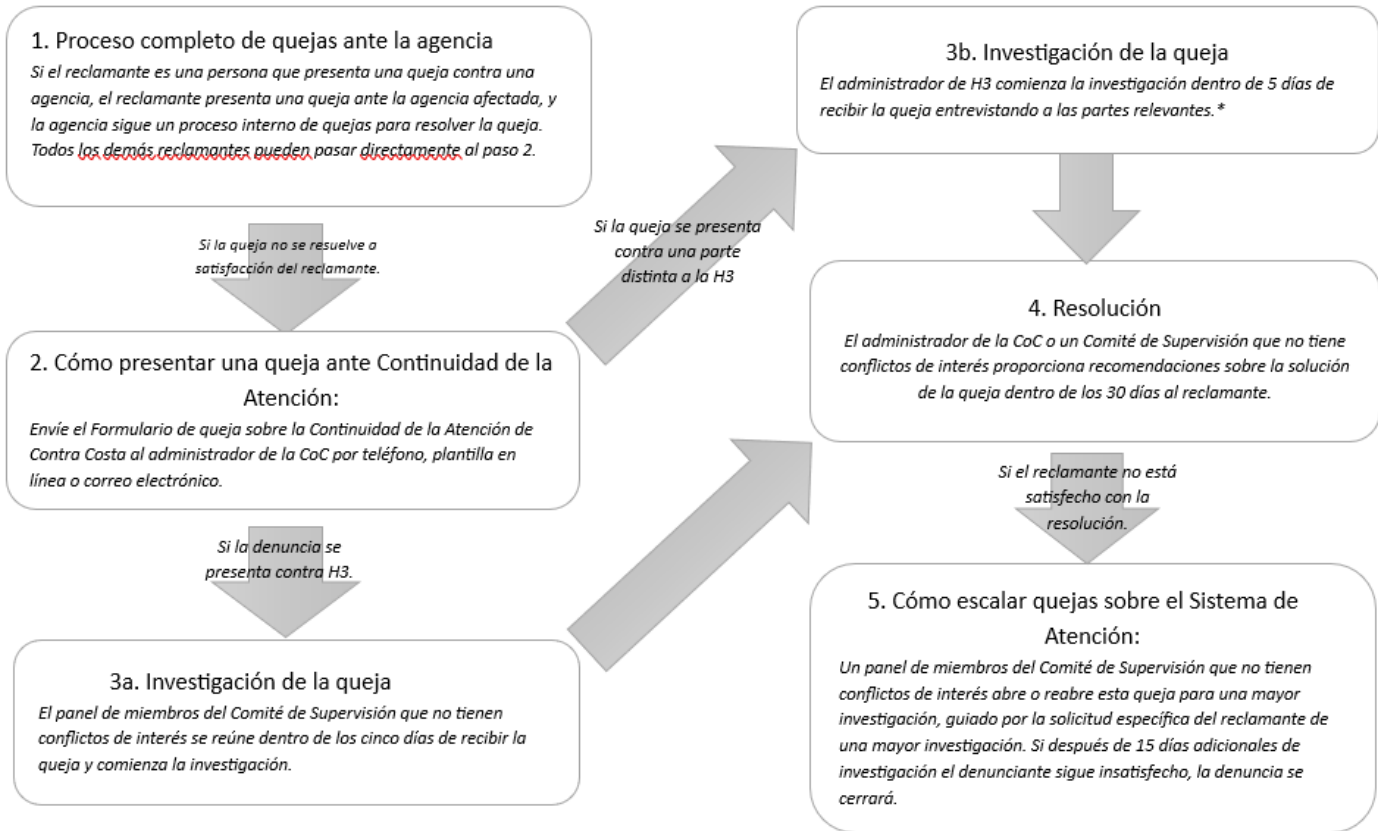 1. Proceso completo de quejas ante la agencia
Si el reclamante es una persona que presenta una queja contra una
agencia, el reclamante presenta una queja ante la agencia afectada, y
la agencia sigue un proceso interno de quejas para resolver la queja.
Todos los demás reclamantes pueden pasar directamente al paso 2.
Si la queja no se resuelve a
satisfacción del reclamante.
2. Cómo presentar una queja ante Continuidad de la
Atención:
Envíe el Formulario de queja sobre la Continuidad de la Atención de
Contra Costa al administrador de la CoC por teléfono, plantilla en
línea o correo electrónico.
Si la denuncia se
presenta contra H3.
3a. Investigación de la queja
El panel de miembros del Comité de Supervisión que no tienen
conflictos de interés se reúne dentro de los cinco días de recibir la
queja y comienza la investigación.
Si la queja se presenta
contra una parte
distinta a la H3
3b. Investigación de la queja
El administrador de H3 comienza la investigación dentro de 5 días de
recibir la queja entrevistando a las partes relevantes.*
4. Resolución
El administrador de la CoC o un Comité de Supervisión que no tiene
conflictos de interés proporciona recomendaciones sobre la solución
de la queja dentro de los 30 días al reclamante.
Si el reclamante no está
satisfecho con la
resolución.
5. Cómo escalar quejas sobre el Sistema de
Atención:
Un panel de miembros del Comité de Supervisión que no tienen
conflictos de interés abre o reabre esta queja para una mayor
investigación, guiado por la solicitud específica del reclamante de
una mayor investigación. Si después de 15 días adicionales de
investigación el denunciante sigue insatisfecho, la denuncia se
cerrará.